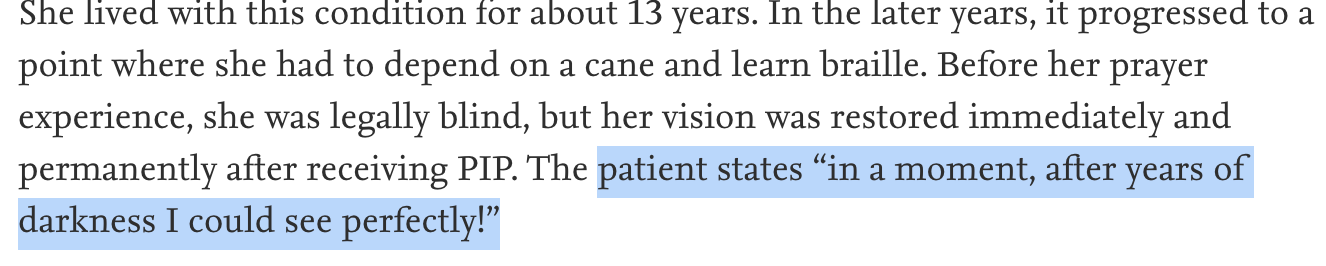 She lived with this condition for about 13 years. In the later years, it progressed to a
point where she had to depend on a cane and learn braille. Before her prayer
experience, she was legally blind, but her vision was restored immediately and
permanently after receiving PIP. The patient states “in a moment, after years of
darkness I could see perfectly!”